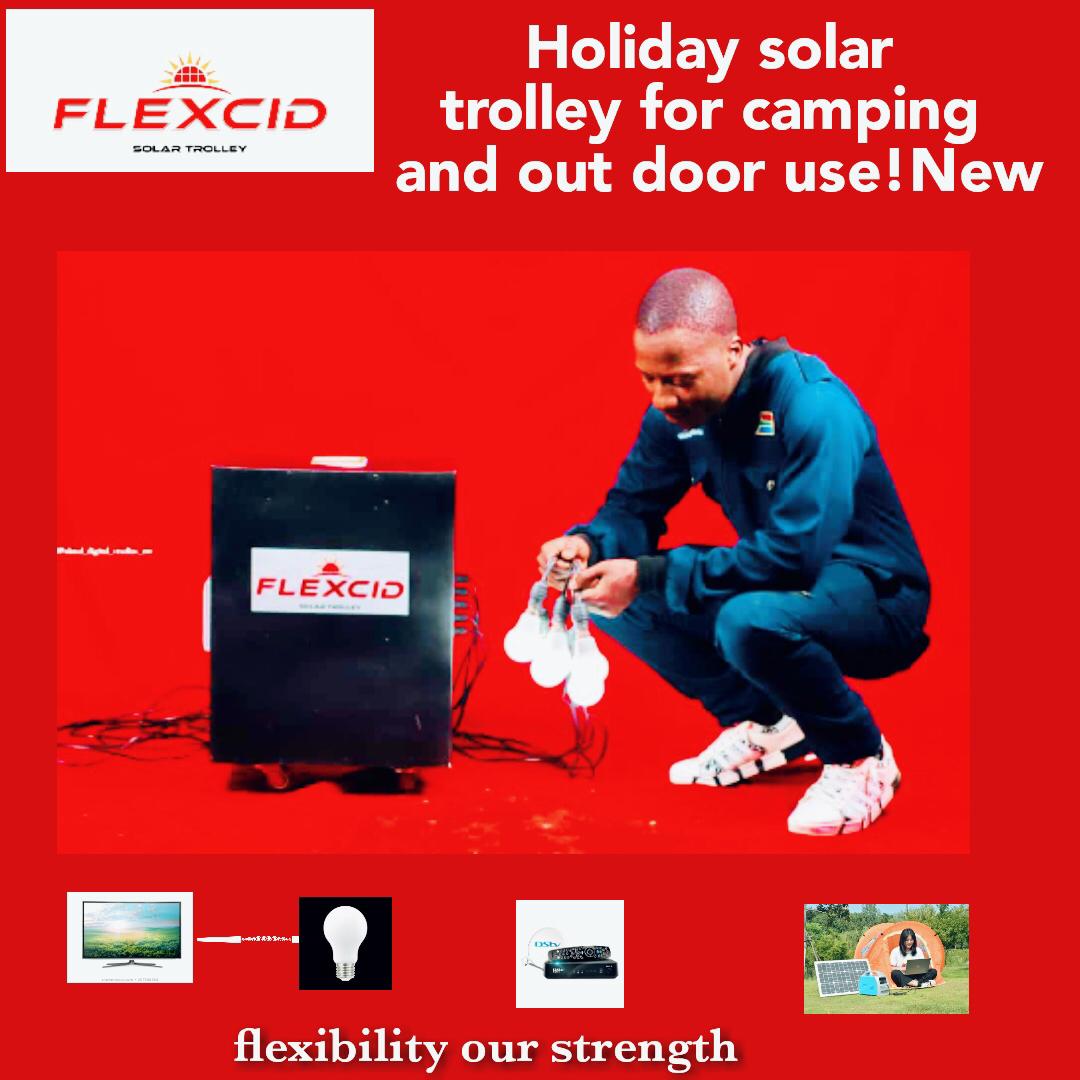 FLEXCID
SOLAR TROLLEY
Holiday solar
trolley for camping
and out door use!New
FLEXCID
SOLAR TROLLEY
DStv
flexibility our strength